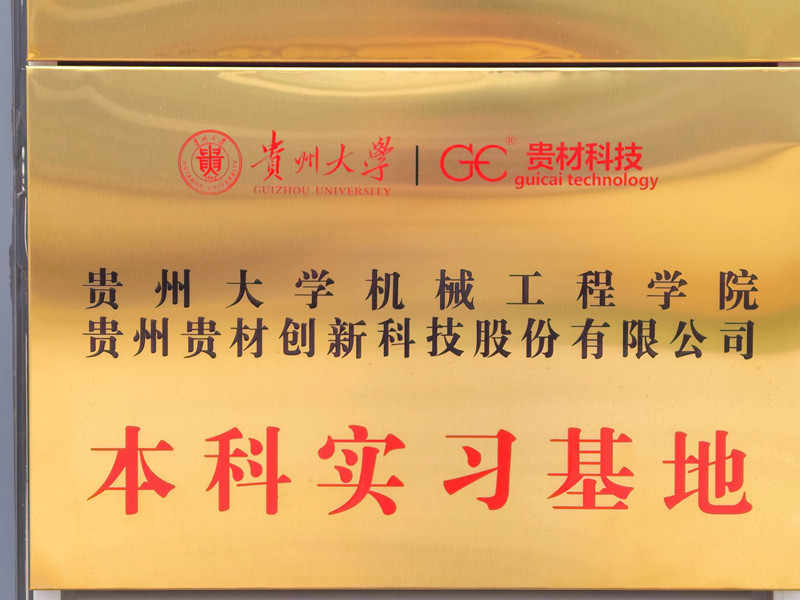 貴州大學 | GC® 贵材科技
GUIZHOU UNIVERSITY guicai technology
贵州大学机械工程学院
贵州贵材创新科技股份有限公司
本科实习基地